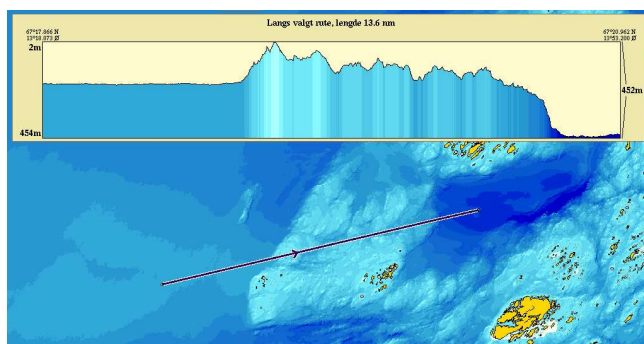 Langs valgt rute, lengde 13.6 nm
67°17.866 N
13°18.873 Ø
67°20.962 N
13°53.200 Ø
2m
452m
454m